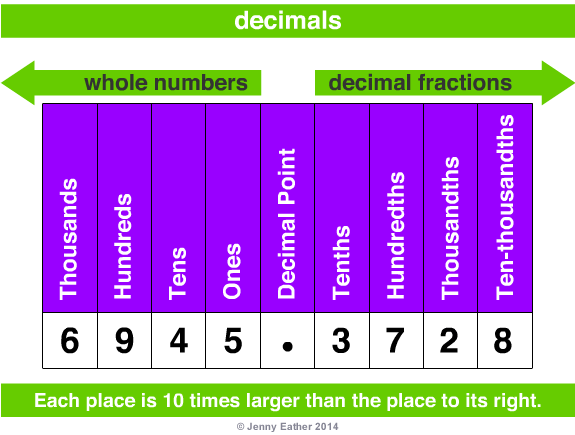 decimals
whole numbers decimal fractions
Thousands Hundreds Tens Ones Decimal Point Tenths Hundredths Thousandths Ten-thousandths
6 9 4 5 . 3 7 2 8
Each place is 10 times larger than the place to its right.
© Jenny Eather 2014